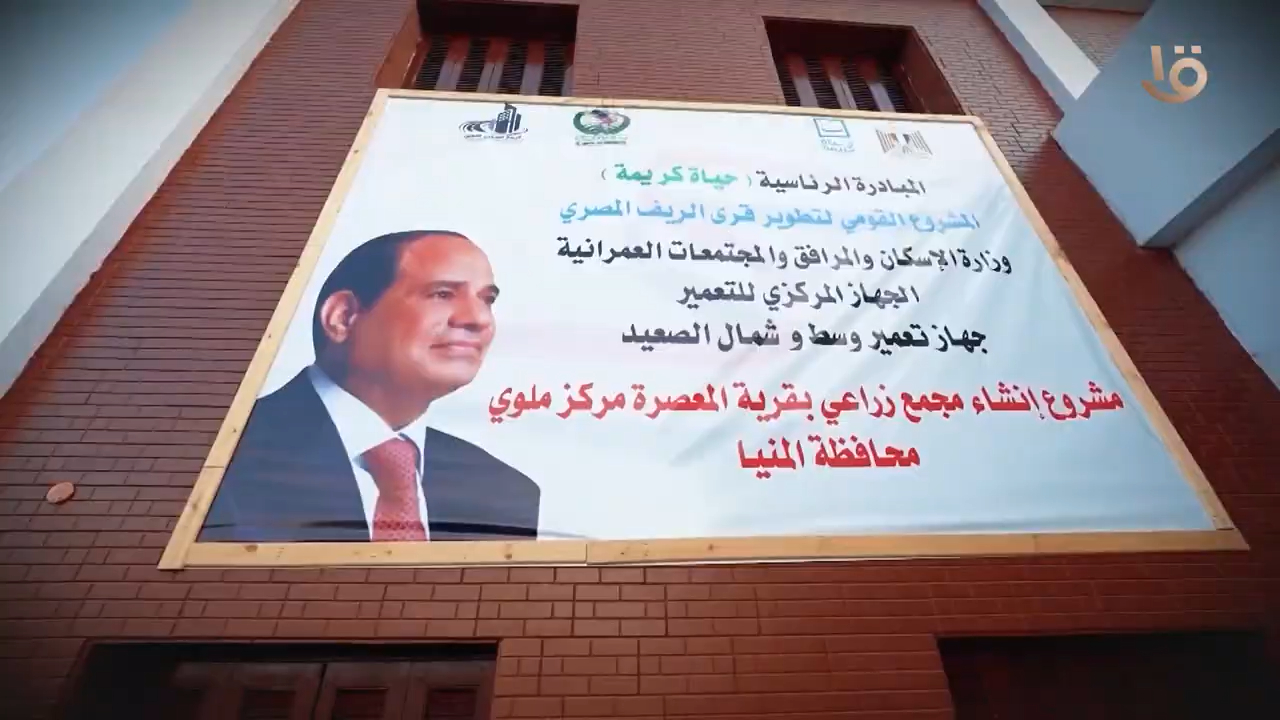 المبادرة الرئاسية ( حياة كريمة )
المشروع القومي لتطوير قرى الريف المصري
وزارة الإسكان والمرافق والمجتمعات العمرانية
الجهاز المركزي للتعمير
جهاز تعمير وسط و شمال الصعيد
مشروع إنشاء مجمع زراعي بقرية المعصرة مركز ملوي
محافظة المنيا